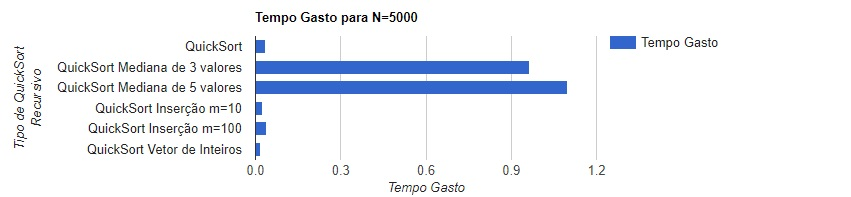 Tempo Gasto para N=5000
Tipo de QuickSort
Recursivo
QuickSort
QuickSort Mediana de 3 valores
QuickSort Mediana de 5 valores
QuickSort Inserção m=10
QuickSort Inserção m=100
QuickSort Vetor de Inteiros
0.0 0.3 0.6 0.9 1.2
Tempo Gasto
Tempo Gasto